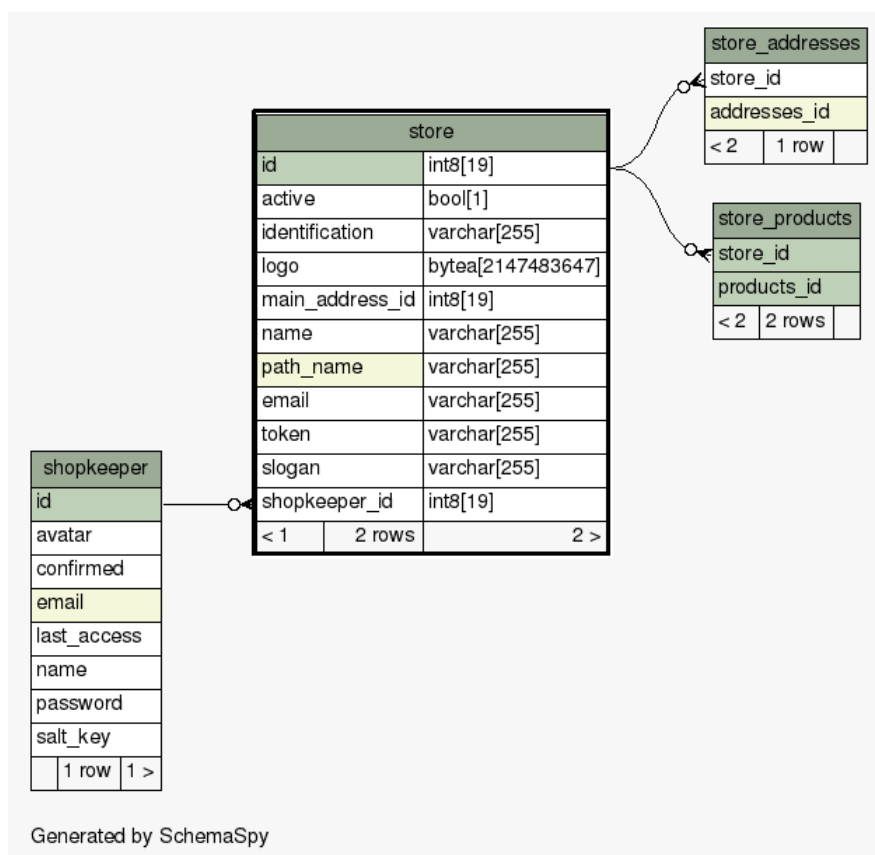 store_addresses
store_id
addresses_id
< 2 1 row
store
id int8[19]
active bool[1]
identification varchar[255]
logo bytea[2147483647]
main_address_id int8[19]
name varchar[255]
path_name varchar[255]
email varchar[255]
token varchar[255]
slogan varchar[255]
shopkeeper_id int8[19]
< 1 2 rows 2 >
store_products
store_id
products_id
< 2 2 rows
shopkeeper
id
avatar
confirmed
email
last_access
name
password
salt_key
1 row 1 >
Generated by SchemaSpy